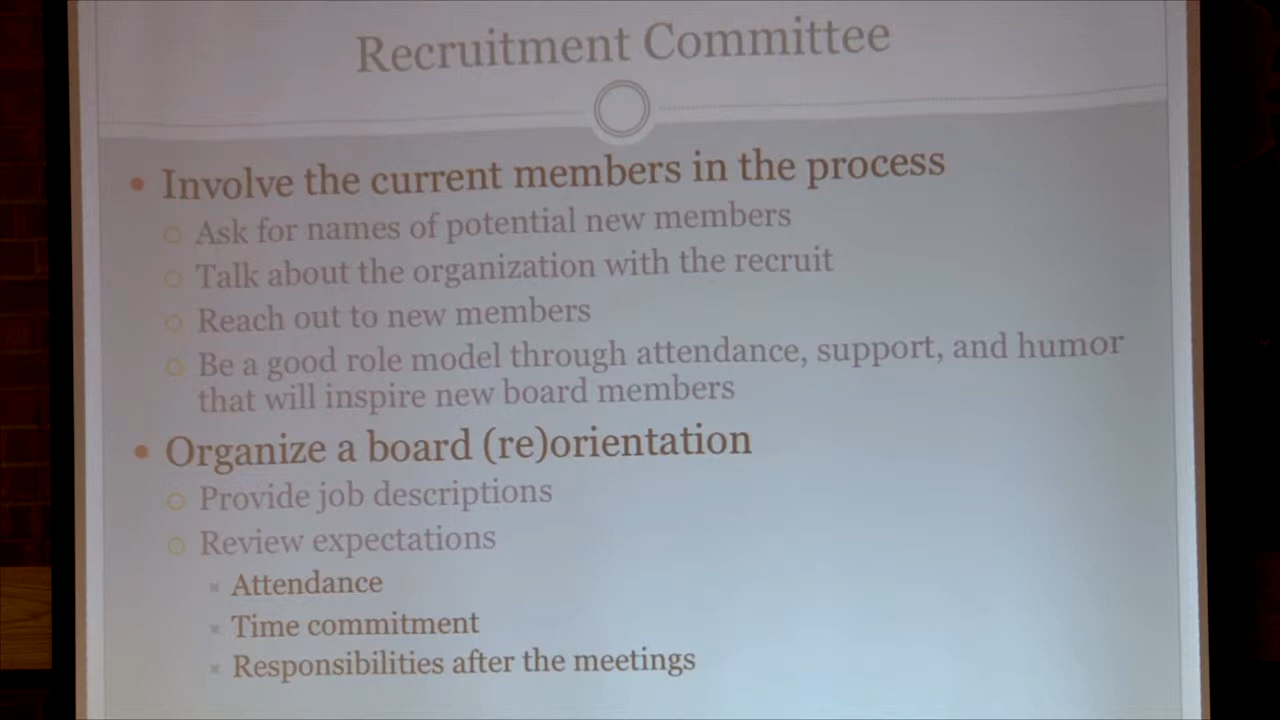 Recruitment Committee
Involve the current members in the process
Ask for names of potential new members
Talk about the organization with the recruit
Reach out to new members
Be a good role model through attendance, support, and humor
that will inspire new board members
Organize a board (re)orientation
Provide job descriptions
Review expectations
Attendance
Time commitment
Responsibilities after the meetings